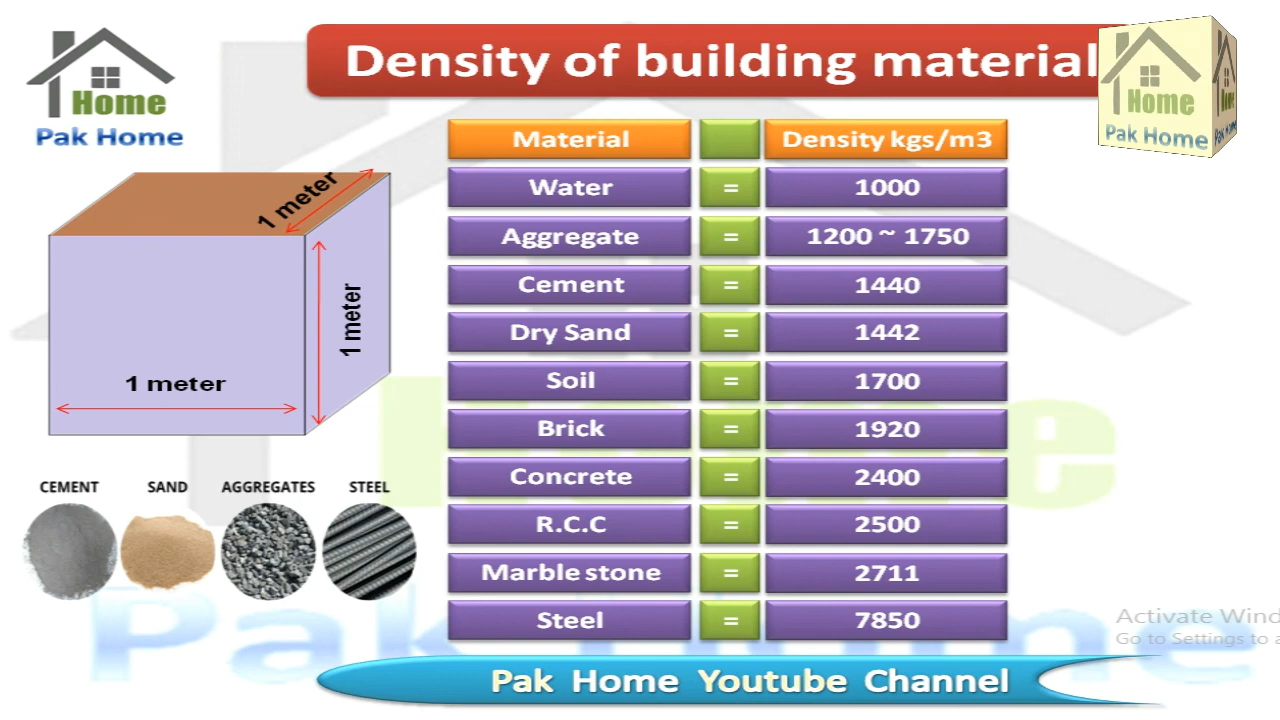 Home
Pak Home
Density of building material
Home
Pak Home
Material Density kgs/m3
Water = 1000
Aggregate = 1200 ~ 1750
Cement = 1440
Dry Sand = 1442
Soil = 1700
Brick = 1920
Concrete = 2400
R.C.C = 2500
Marble stone = 2711
Steel = 7850
1 meter
1 meter
1 meter
CEMENT SAND AGGREGATES STEEL
Home
Pak Home
Activate Wind
Go to Settings to a
Pak Home Youtube Channel